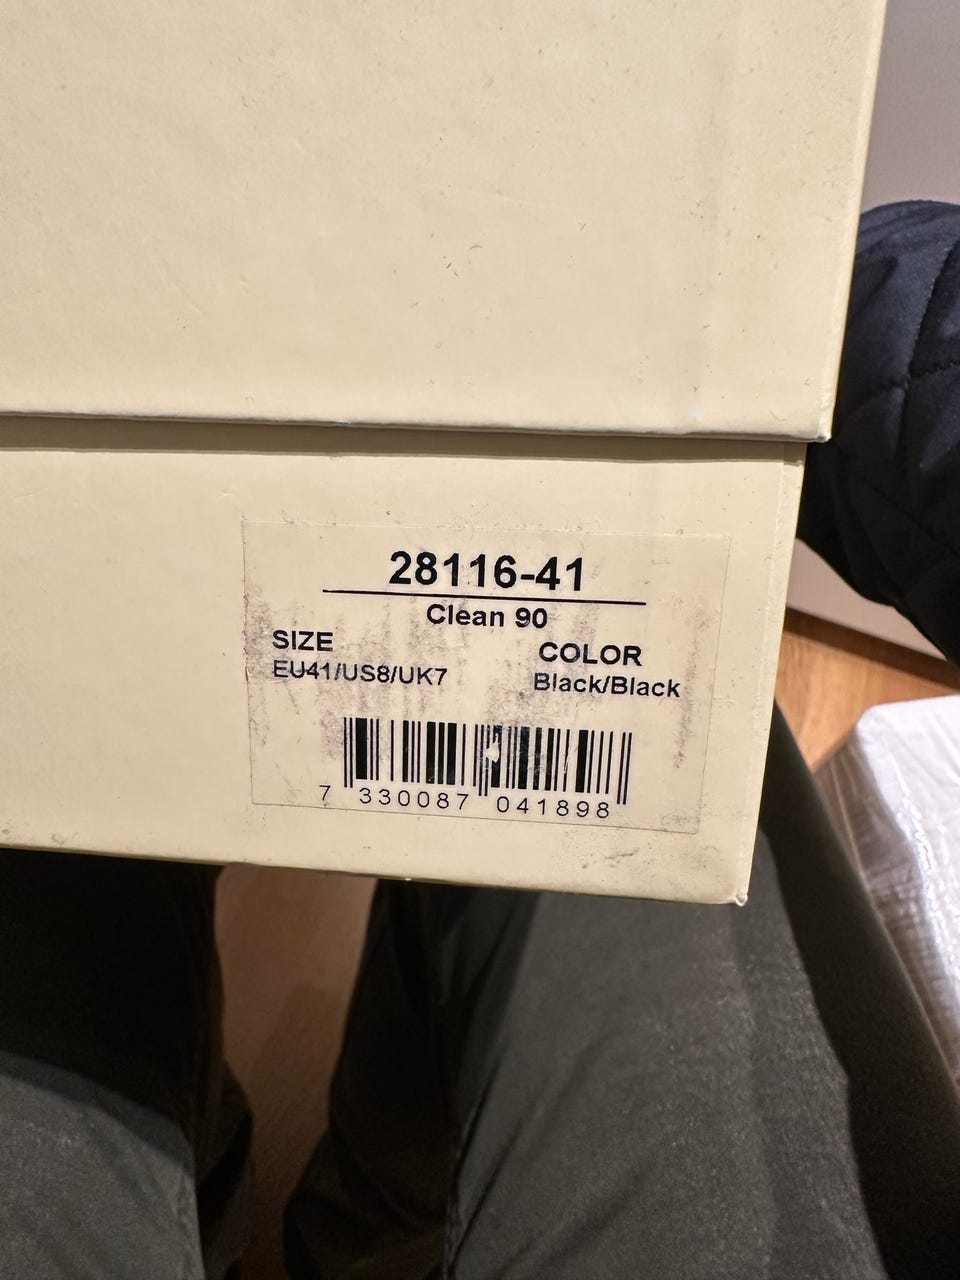 28116-41
Clean 90
SIZE COLOR
EU41/US8/UK7 Black/Black
7 330087 041898